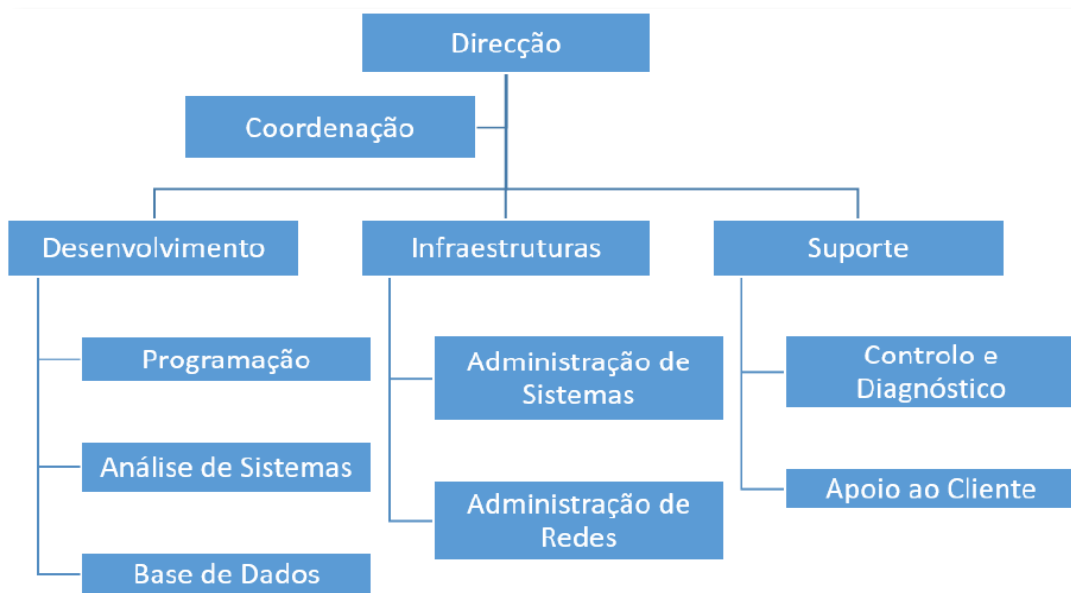 Direcção
Coordenação
Desenvolvimento
Infraestruturas
Suporte
Programação
Análise de Sistemas
Base de Dados
Administração de
Sistemas
Administração de
Redes
Controlo e
Diagnóstico
Apoio ao Cliente